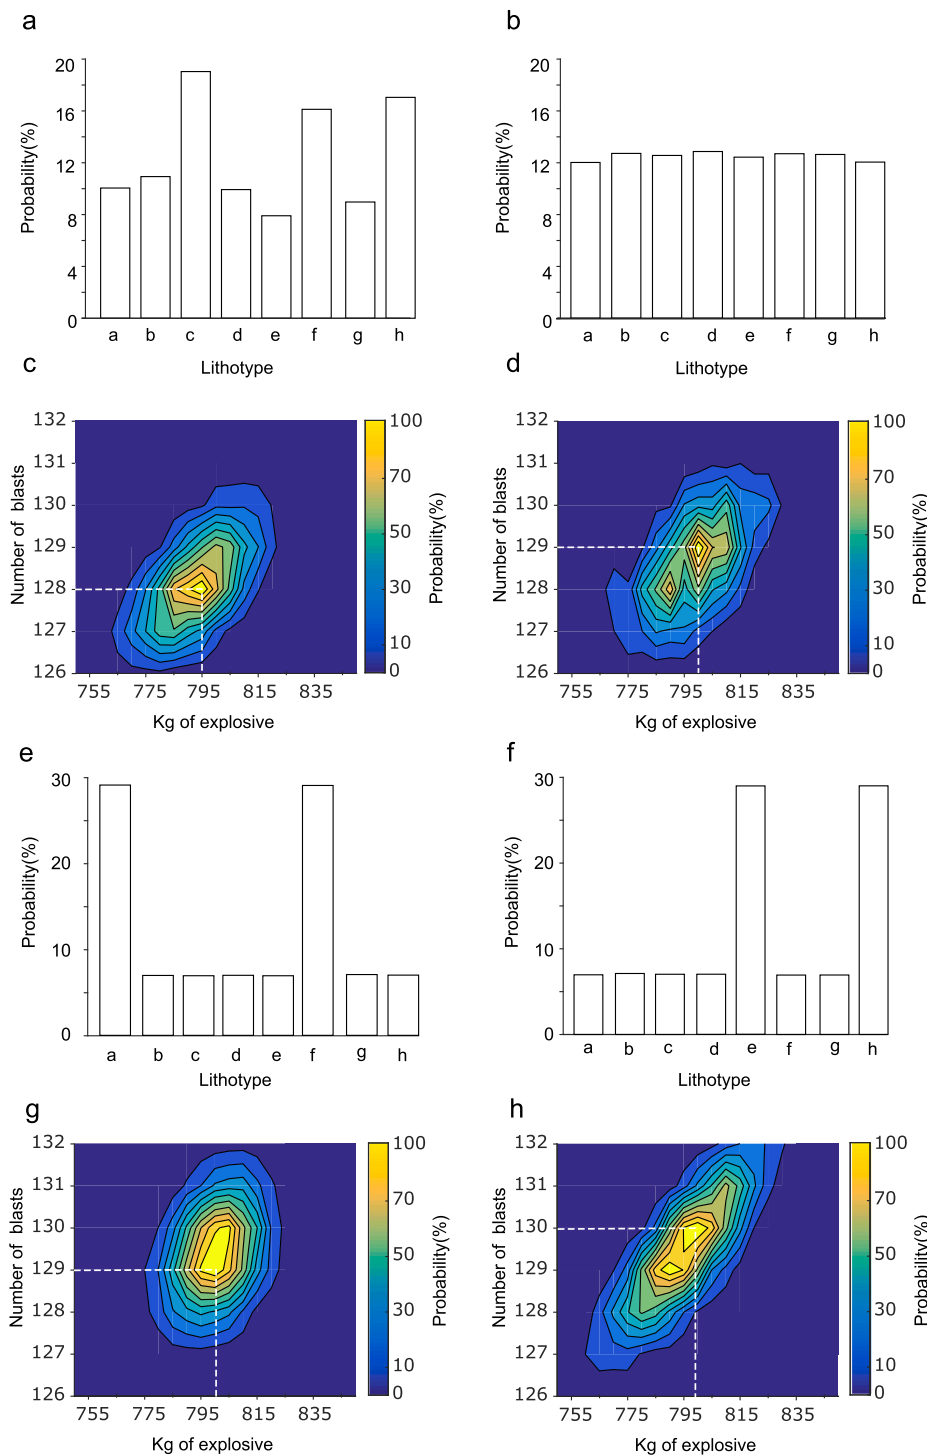 a
b
20
16
12
8
4
0
Probability(%)
a b c d e f g h
Lithotype
20
16
12
8
4
0
Probability(%)
a b c d e f g h
Lithotype
c
d
132
131
130
129
128
127
126
Number of blasts
755 775 795 815 835
Kg of explosive
100
70
50
30
10
0
Probability(%)
132
131
130
129
128
127
126
Number of blasts
755 775 795 815 835
Kg of explosive
100
70
50
30
10
0
Probability(%)
e
f
30
20
10
0
Probability(%)
a b c d e f g h
Lithotype
30
20
10
0
Probability(%)
a b c d e f g h
Lithotype
g
h
132
131
130
129
128
127
126
Number of blasts
755 775 795 815 835
Kg of explosive
100
70
50
30
10
0
Probability(%)
132
131
130
129
128
127
126
Number of blasts
755 775 795 815 835
Kg of explosive
100
70
50
30
10
0
Probability(%)